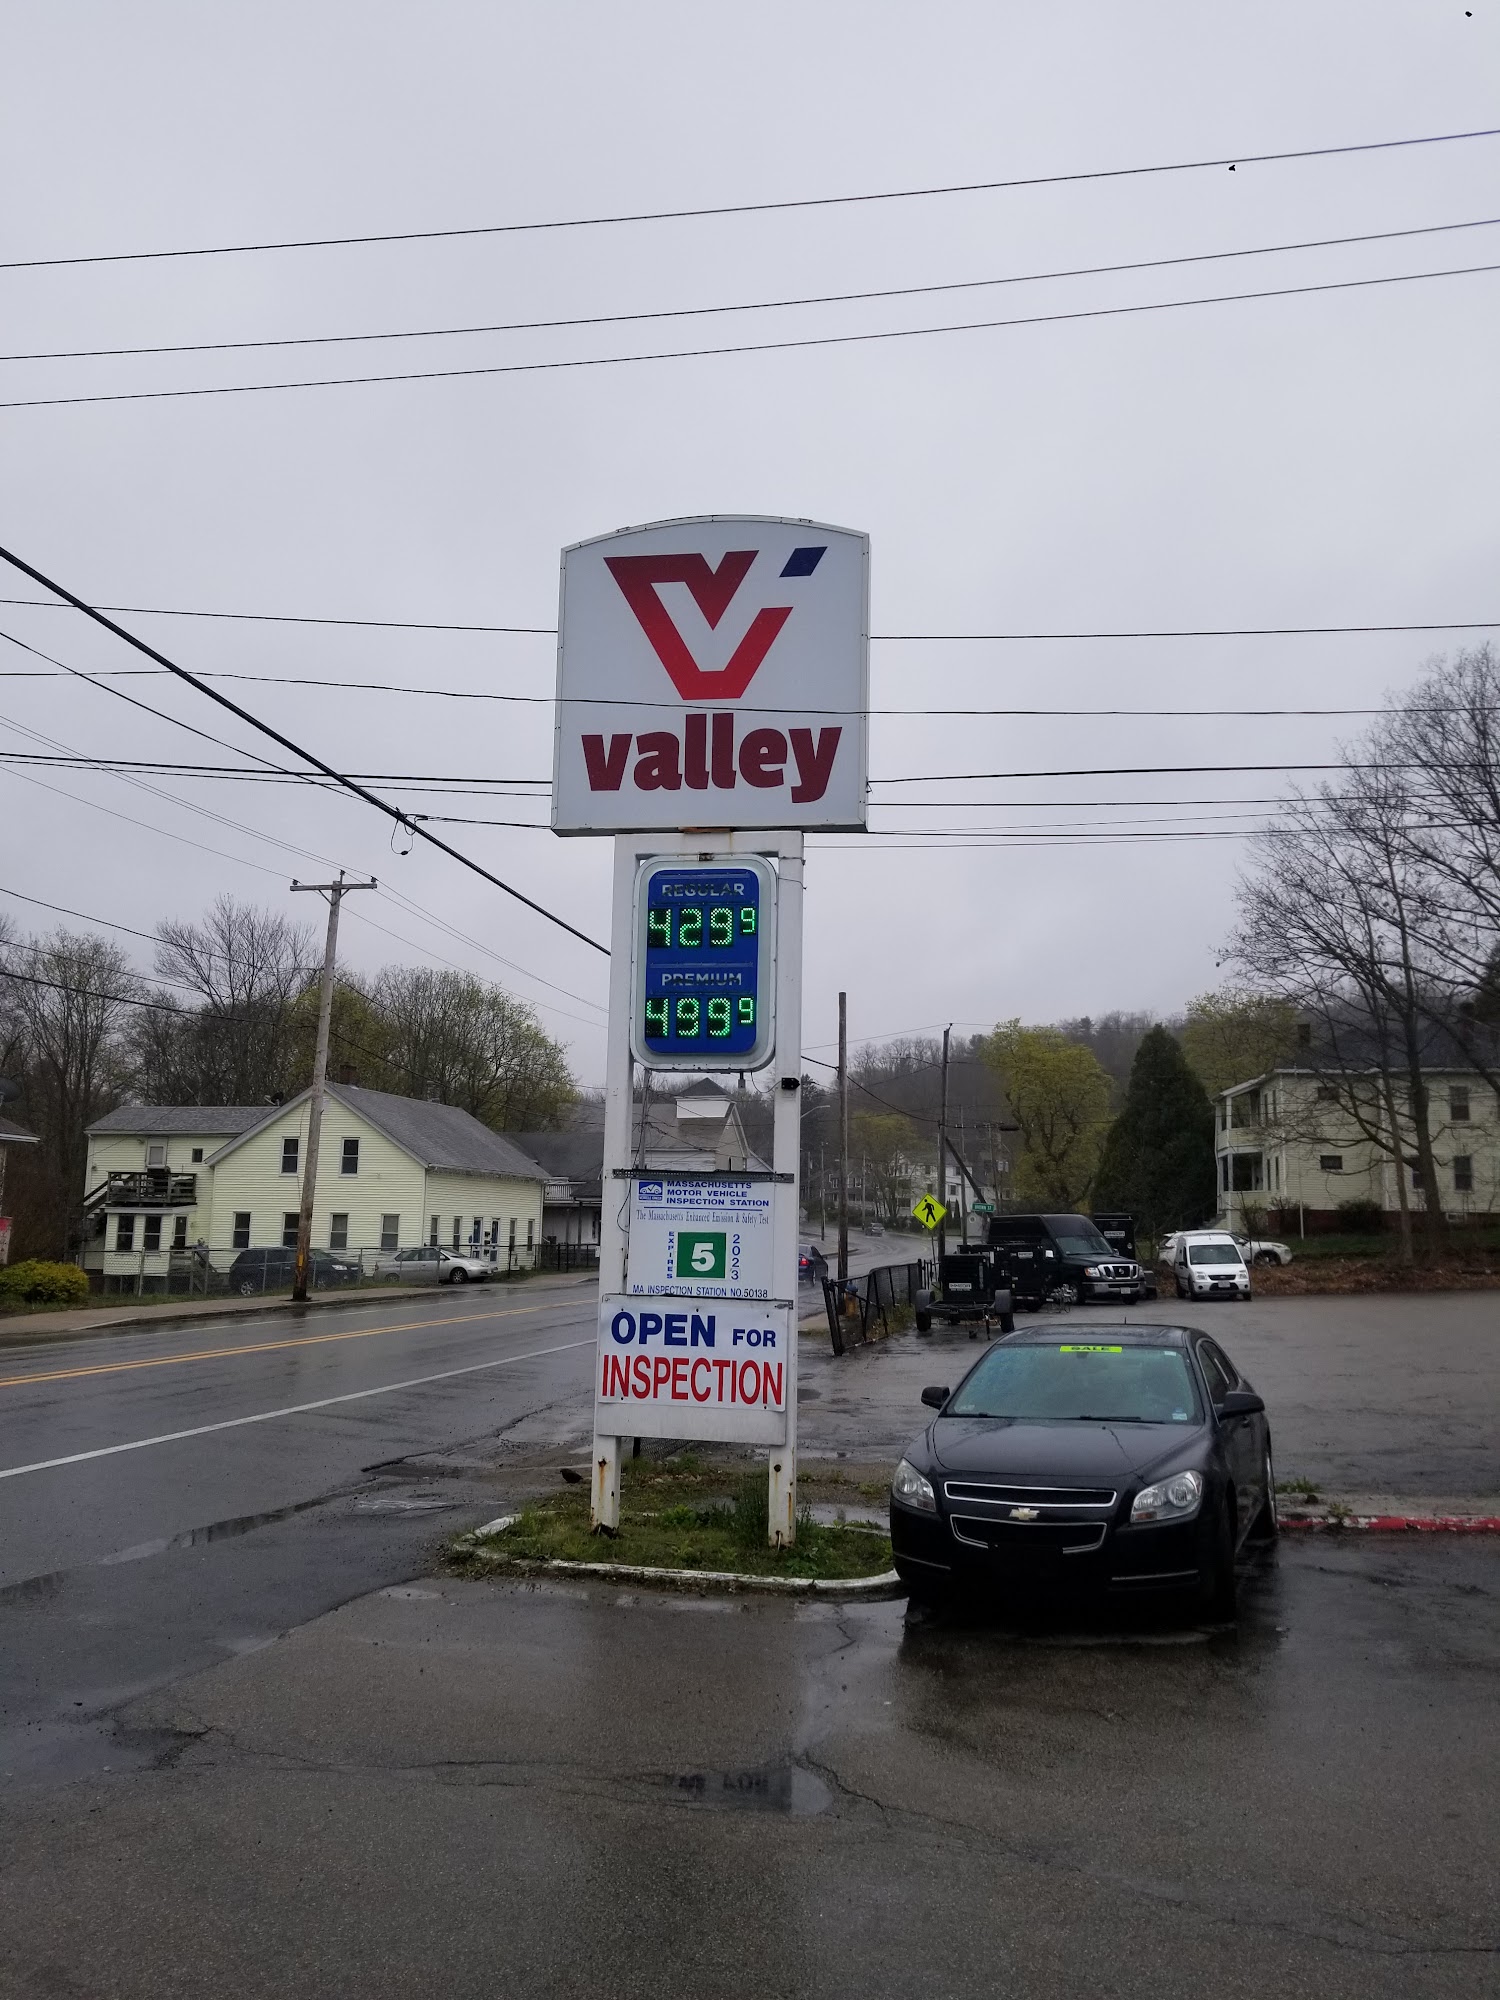 valley
REGULAR
4299
PREMIUM
4999
MASSACHUSETTS
MOTOR VEHICLE
INSPECTION STATION
The Massachusetts Enhanced Emission & Safety Test
EXPIRES
5
2023
MA INSPECTION STATION NO. 50138
OPEN FOR
INSPECTION
SALE